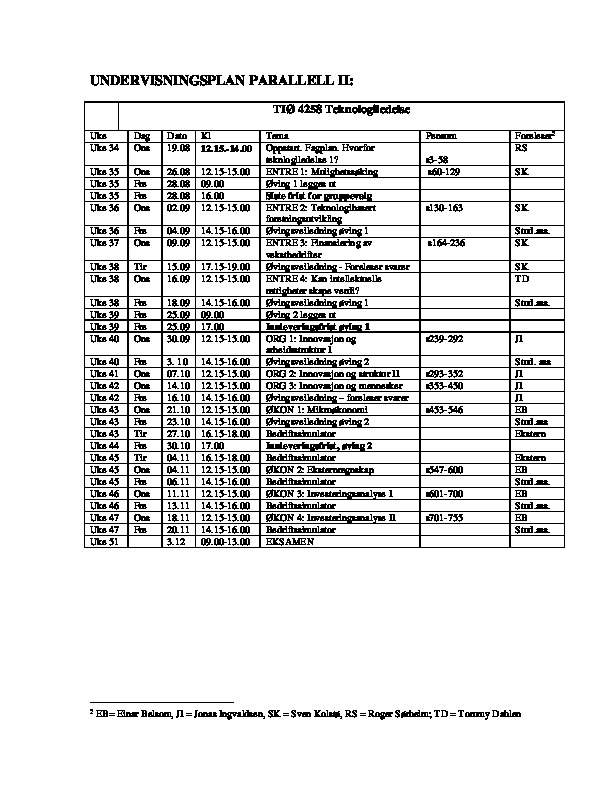 UNDERVISNINGSPLAN PARALLELL II:
TIØ 4258 Teknologiledelse
Uke Dag Dato Kl Tema Pensum Foreleser2
Uke 34 Ons 19.08 12.15.-14.00 Oppstart. Fagplan. Hvorfor RS
teknologiledelse 1? s3-58
Uke 35 Ons 26.08 12.15-15.00 ENTRE 1: Mulighetssøking s60-129 SK
Uke 35 Fre 28.08 09.00 Øving 1 legges ut
Uke 35 Fre 28.08 16.00 Siste frist for gruppevalg
Uke 36 Ons 02.09 12.15-15.00 ENTRE 2: Teknologibasert s130-163 SK
forretningsutvikling
Uke 36 Fre 04.09 14.15-16.00 Øvingsveiledning øving 1 Stud.ass.
Uke 37 Ons 09.09 12.15-15.00 ENTRE 3: Finansiering av s164-236 SK
vekstbedrifter
Uke 38 Tir 15.09 17.15-19.00 Øvingsveiledning - Foreleser svarer SK
Uke 38 Ons 16.09 12.15-15.00 ENTRE 4: Kan intellektuelle TD
rettigheter skape verdi?
Uke 38 Fre 18.09 14.15-16.00 Øvingsveiledning øving 1 Stud.ass.
Uke 39 Fre 25.09 09.00 Øving 2 legges ut
Uke 39 Fre 25.09 17.00 Innleveringsfrist øving 1
Uke 40 Ons 30.09 12.15-15.00 ORG 1: Innovasjon og s239-292 JI
arbeidsstruktur 1
Uke 40 Fre 3. 10 14.15-16.00 Øvingsveiledning øving 2 Stud. ass
Uke 41 Ons 07.10 12.15-15.00 ORG 2: Innovasjon og struktur II s293-352 JI
Uke 42 Ons 14.10 12.15-15.00 ORG 3: Innovasjon og mennesker s353-450 JI
Uke 42 Fre 16.10 14.15-16.00 Øvingsveiledning – foreleser svarer JI
Uke 43 Ons 21.10 12.15-15.00 ØKON 1: Mikroøkonomi s453-546 EB
Uke 43 Fre 23.10 14.15-16.00 Øvingsveiledning øving 2 Stud.ass
Uke 43 Tir 27.10 16.15-18.00 Bedriftssimulator Ekstern
Uke 44 Fre 30.10 17.00 Innleveringsfrist, øving 2
Uke 45 Tir 04.11 16.15-18.00 Bedriftssimulator Ekstern
Uke 45 Ons 04.11 12.15-15.00 ØKON 2: Eksternregnskap s547-600 EB
Uke 45 Fre 06.11 14.15-16.00 Bedriftssimulator Stud.ass.
Uke 46 Ons 11.11 12.15-15.00 ØKON 3: Investeringsanalyse I s601-700 EB
Uke 46 Fre 13.11 14.15-16.00 Bedriftssimulator Stud.ass.
Uke 47 Ons 18.11 12.15-15.00 ØKON 4: Investeringsanalyse II s701-755 EB
Uke 47 Fre 20.11 14.15-16.00 Bedriftssimulator Stud.ass.
Uke 51 3.12 09.00-13.00 EKSAMEN
2 EB= Einar Belsom, JI = Jonas Ingvaldsen, SK = Sven Kolstø, RS = Roger Sørheim; TD = Tommy Dahlen